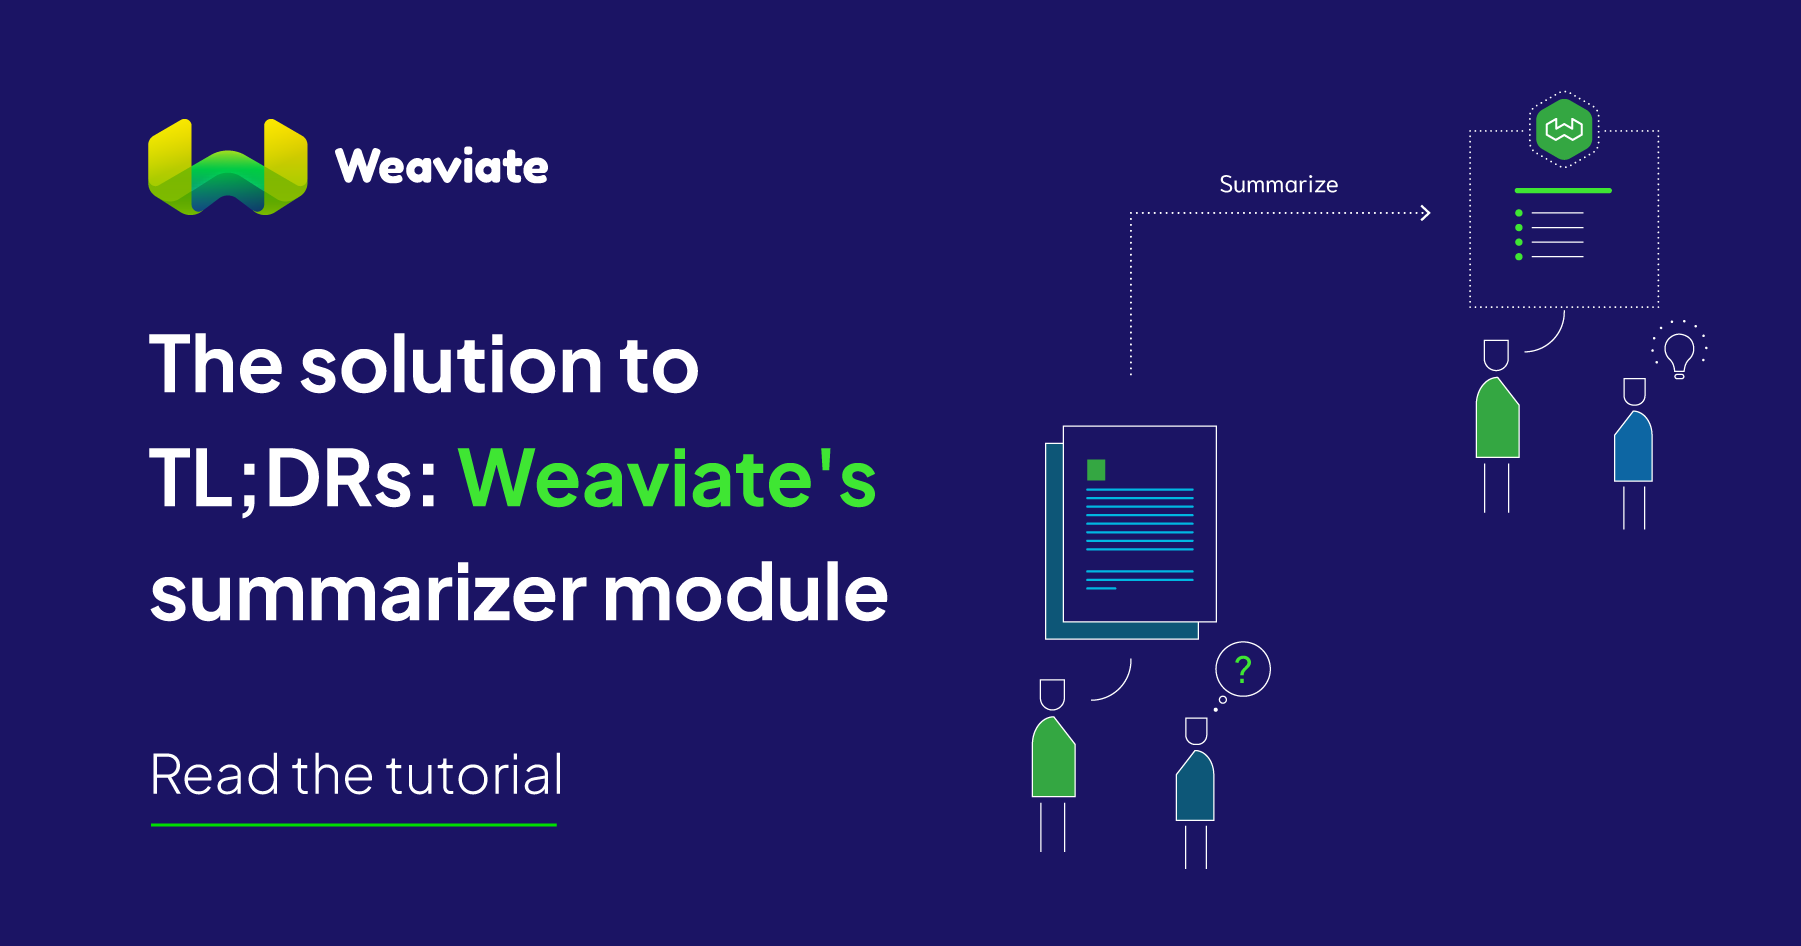 Weaviate
The solution to
TL;DRs: Weaviate's
summarizer module
Read the tutorial
Summarize
?